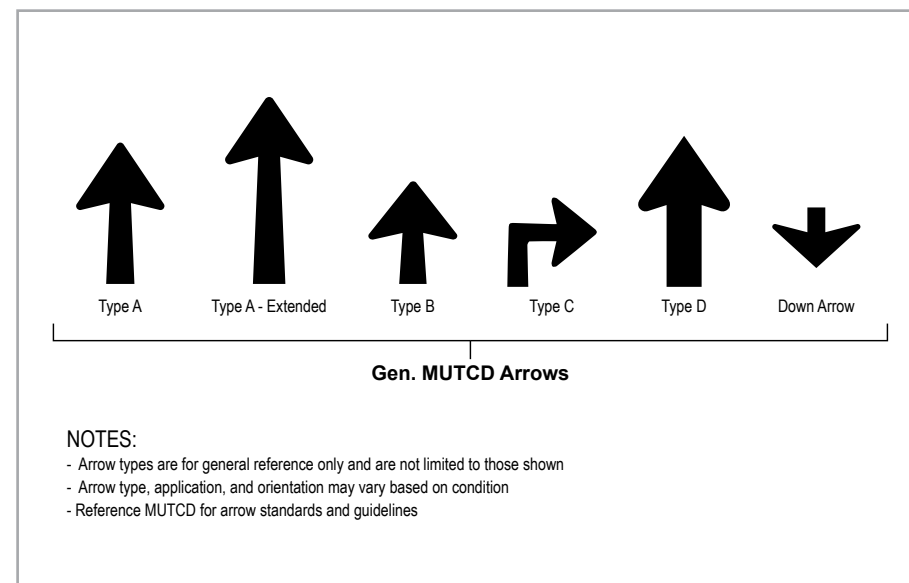 Type A
Type A - Extended
Type B
Type C
Type D
Down Arrow
Gen. MUTCD Arrows
NOTES:
- Arrow types are for general reference only and are not limited to those shown
- Arrow type, application, and orientation may vary based on condition
- Reference MUTCD for arrow standards and guidelines